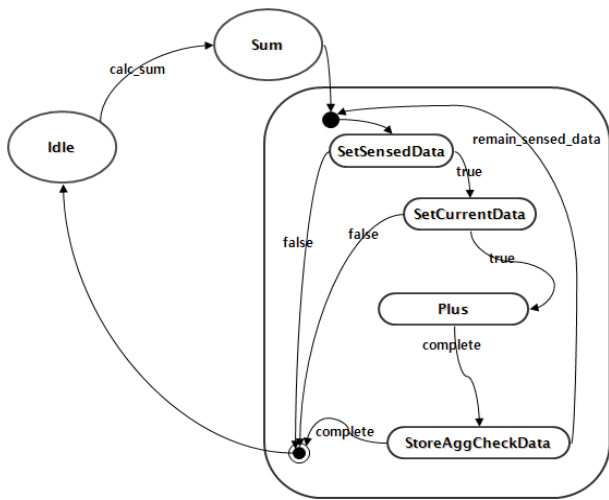 Sum
calc_sum
Idle
remain_sensed_data
SetSensedData
true
SetCurrentData
false
false
true
Plus
complete
complete
StoreAggCheckData